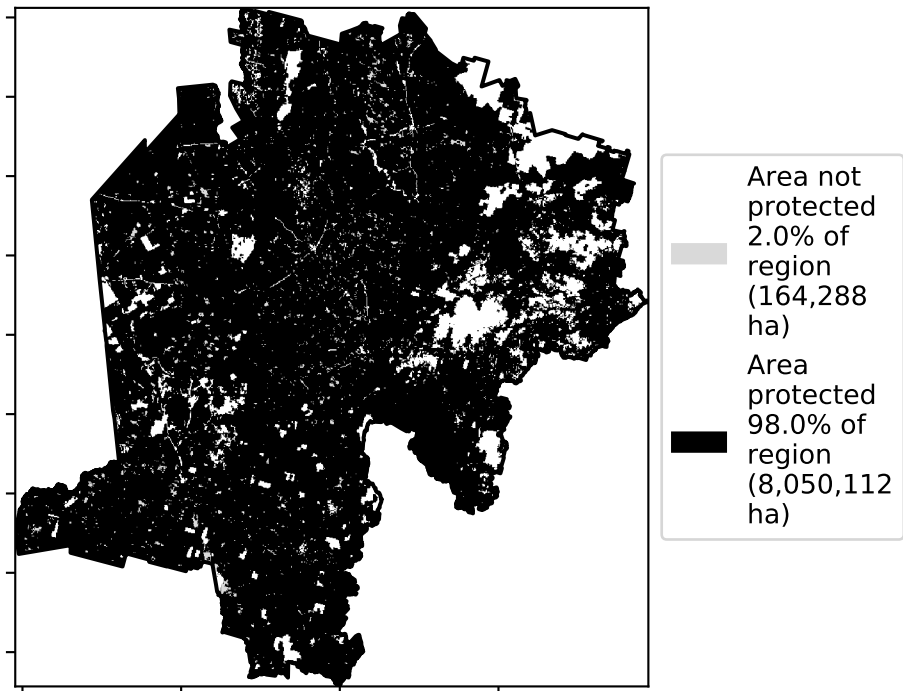 Area not
protected
2.0% of
region
(164,288
ha)
Area
protected
98.0% of
region
(8,050,112
ha)